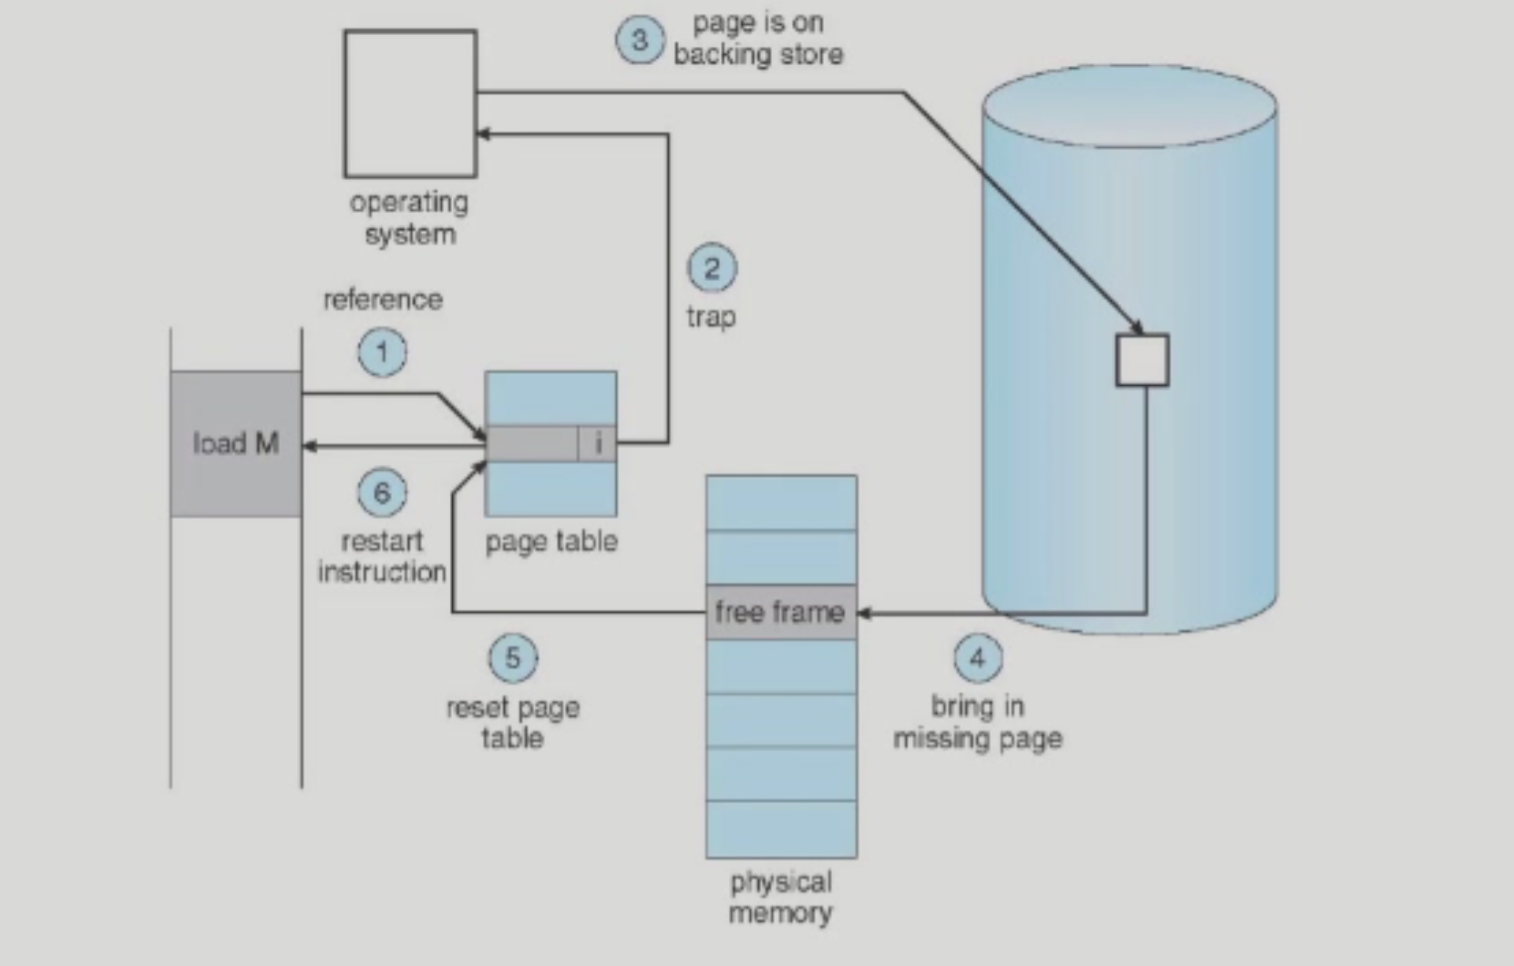 3
page is on
backing store
operating
system
2
trap
reference
1
load M
i
6
restart
instruction
page table
free frame
5
reset page
table
4
bring in
missing page
physical
memory